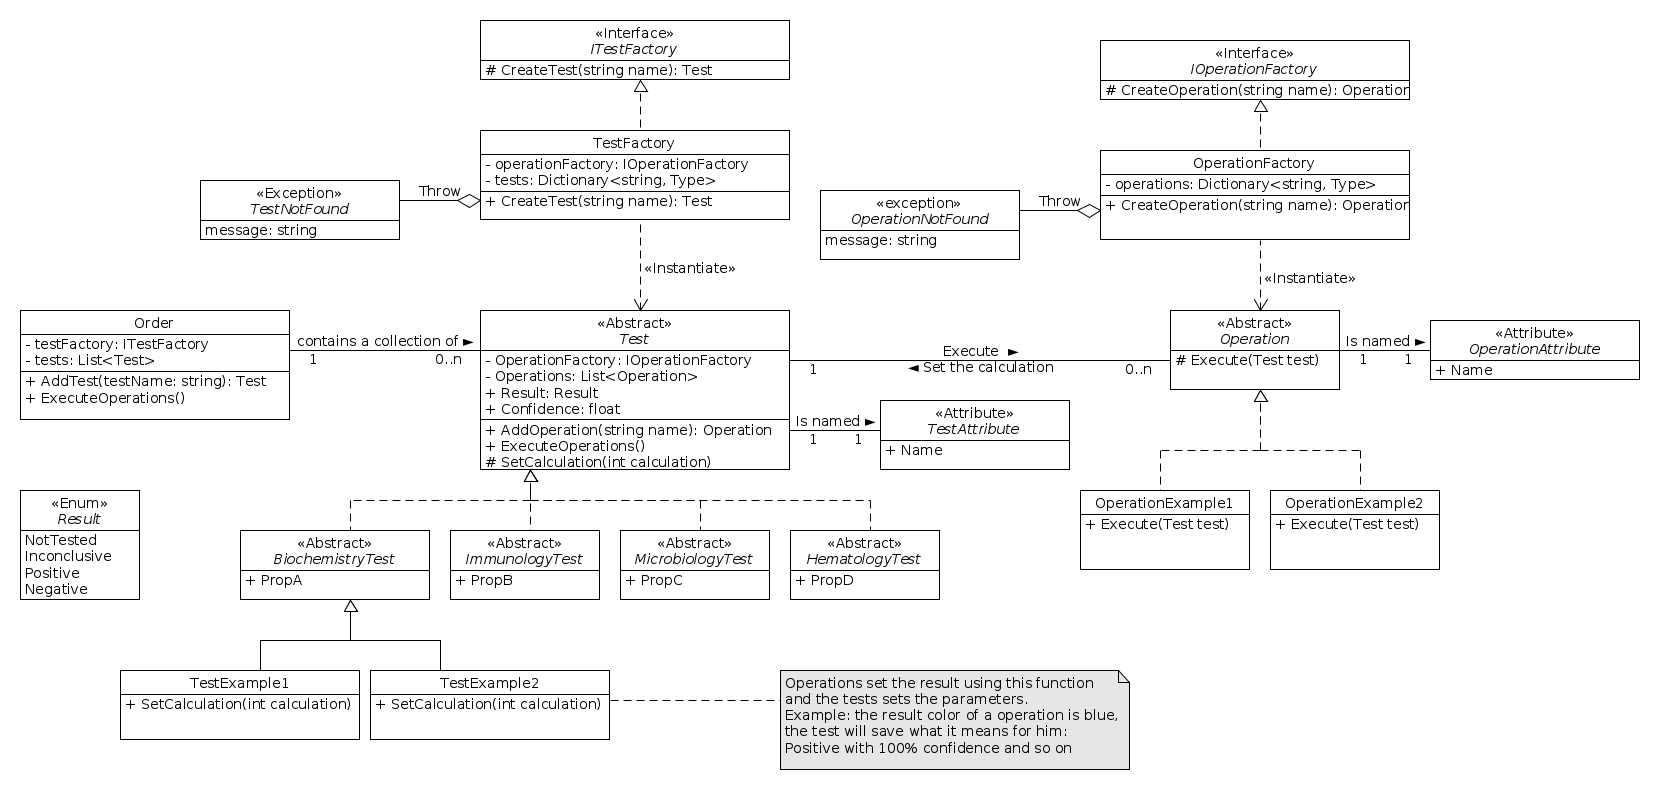 «Interface»
ITestFactory
# CreateTest(string name): Test
«Interface»
IOperationFactory
# CreateOperation(string name): Operation
TestFactory
- operationFactory: IOperationFactory
- tests: Dictionary<string, Type>
+ CreateTest(string name): Test
OperationFactory
- operations: Dictionary<string, Type>
+ CreateOperation(string name): Operation
«Exception»
TestNotFound
message: string
Throw
«exception»
OperationNotFound
message: string
Throw
«Instantiate»
«Instantiate»
Order
- testFactory: ITestFactory
- tests: List<Test>
+ AddTest(testName: string): Test
+ ExecuteOperations()
contains a collection of ►
1
0..n
«Abstract»
Test
- OperationFactory: IOperationFactory
- Operations: List<Operation>
+ Result: Result
+ Confidence: float
+ AddOperation(string name): Operation
+ ExecuteOperations()
# SetCalculation(int calculation)
Execute ►
◄ Set the calculation
1
0..n
«Abstract»
Operation
# Execute(Test test)
Is named ►
1
1
«Attribute»
OperationAttribute
+ Name
Is named ►
1
1
«Attribute»
TestAttribute
+ Name
«Enum»
Result
NotTested
Inconclusive
Positive
Negative
«Abstract»
BiochemistryTest
+ PropA
«Abstract»
ImmunologyTest
+ PropB
«Abstract»
MicrobiologyTest
+ PropC
«Abstract»
HematologyTest
+ PropD
OperationExample1
+ Execute(Test test)
OperationExample2
+ Execute(Test test)
TestExample1
+ SetCalculation(int calculation)
TestExample2
+ SetCalculation(int calculation)
Operations set the result using this function
and the tests sets the parameters.
Example: the result color of a operation is blue,
the test will save what it means for him:
Positive with 100% confidence and so on